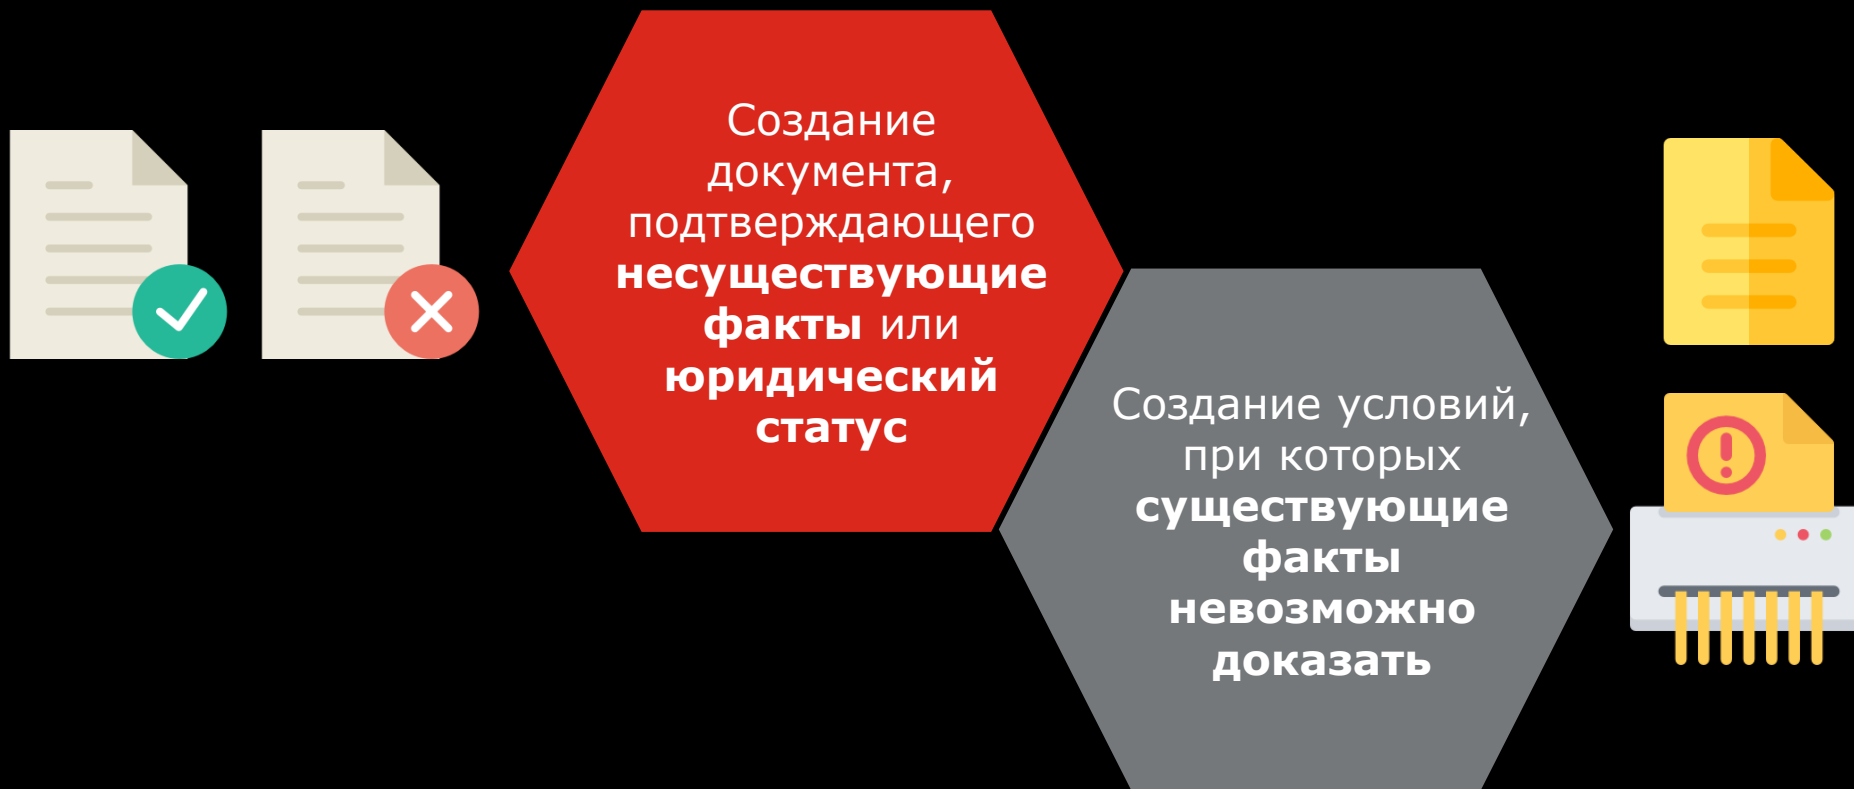 Создание
документа,
подтверждающего
несуществующие
факты или
юридический
статус
Создание условий,
при которых
существующие
факты
невозможно
доказать